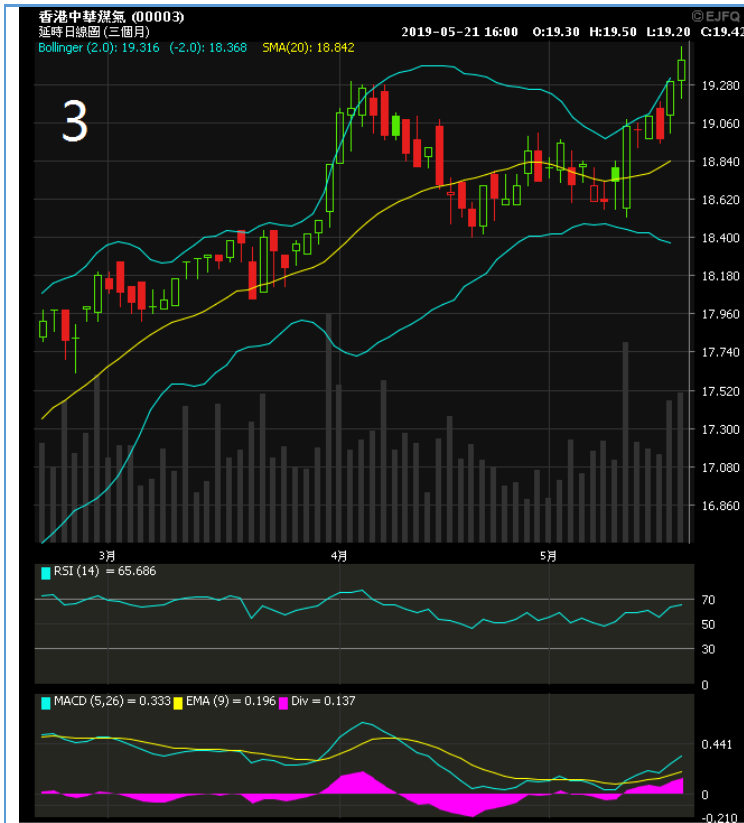 香港中華煤氣 (00003)
©EJFQ
延時日線圖 (三個月)
2019-05-21 16:00 O:19.30 H:19.50 L:19.20 C:19.42
Bollinger (2.0): 19.316 (-2.0): 18.368 SMA(20): 18.842
3
19.280
19.060
18.840
18.620
18.400
18.180
17.960
17.740
17.520
17.300
17.080
16.860
3月 4月 5月
RSI (14) = 65.686
70
50
30
0
MACD (5,26) = 0.333 EMA (9) = 0.196 Div = 0.137
0.441
0
-0.210